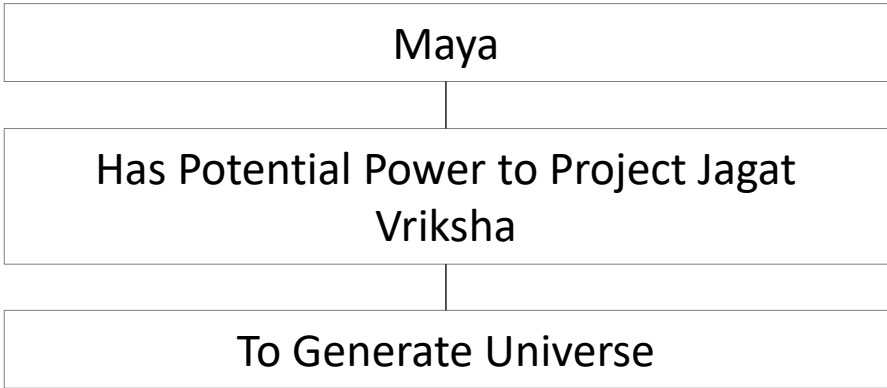 Maya
Has Potential Power to Project Jagat
Vriksha
To Generate Universe